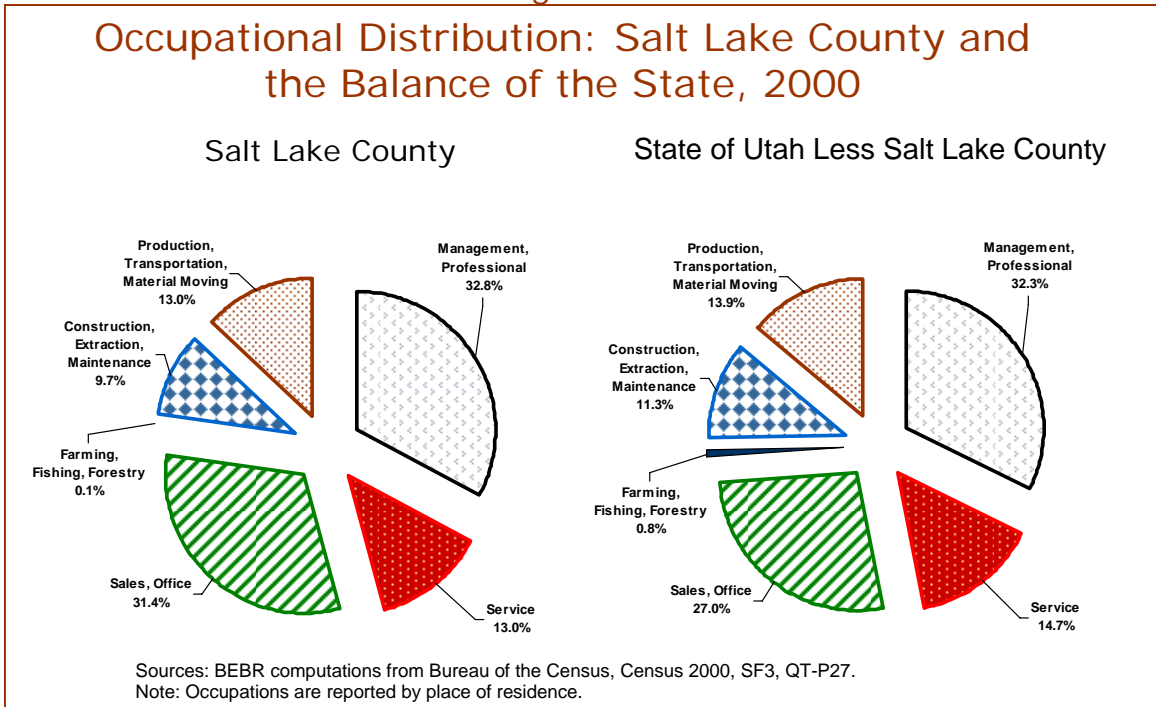 Occupational Distribution: Salt Lake County and
the Balance of the State, 2000
Salt Lake County
Production,
Transportation,
Material Moving
13.0%
Management,
Professional
32.8%
Construction,
Extraction,
Maintenance
9.7%
Farming,
Fishing, Forestry
0.1%
Sales, Office
31.4%
Service
13.0%
State of Utah Less Salt Lake County
Production,
Transportation,
Material Moving
13.9%
Management,
Professional
32.3%
Construction,
Extraction,
Maintenance
11.3%
Farming,
Fishing, Forestry
0.8%
Sales, Office
27.0%
Service
14.7%
Sources: BEBR computations from Bureau of the Census, Census 2000, SF3, QT-P27.
Note: Occupations are reported by place of residence.